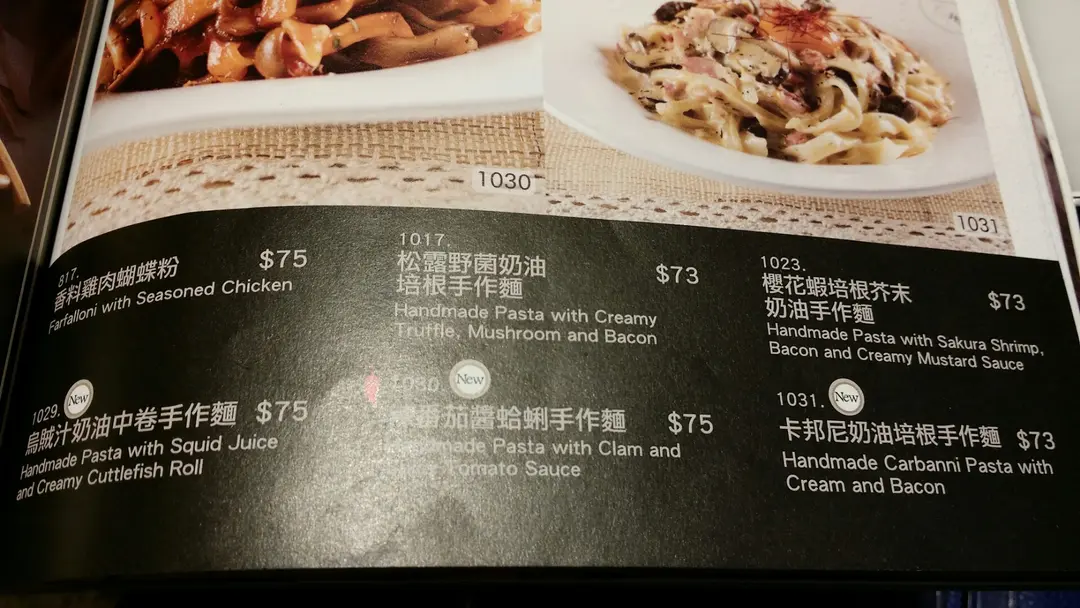 1030
1031
817.
香料雞肉蝴蝶粉 $75
Farfalloni with Seasoned Chicken
1017.
松露野菌奶油
培根手作麵 $73
Handmade Pasta with Creamy
Truffle, Mushroom and Bacon
1023.
櫻花蝦培根芥末
奶油手作麵 $73
Handmade Pasta with Sakura Shrimp,
Bacon and Creamy Mustard Sauce
1029. New
烏賊汁奶油中卷手作麵 $75
Handmade Pasta with Squid Juice
and Creamy Cuttlefish Roll
1030. New
番茄醬蛤蜊手作麵 $75
Handmade Pasta with Clam and
Tomato Sauce
1031. New
卡邦尼奶油培根手作麵 $73
Handmade Carbanni Pasta with
Cream and Bacon